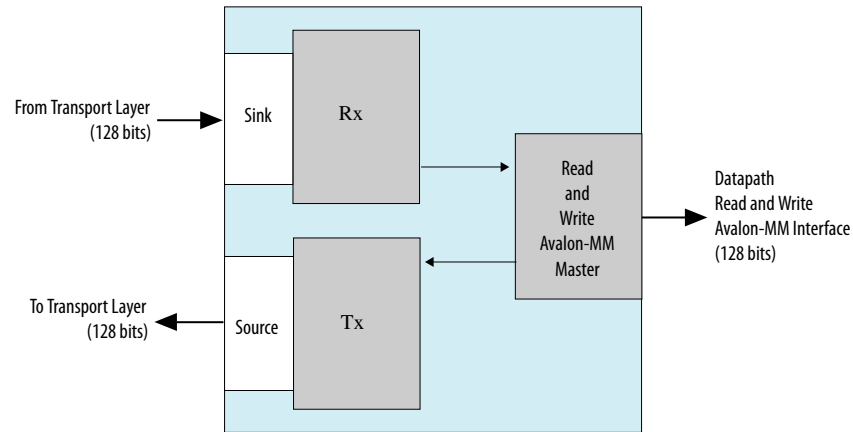 From Transport Layer
(128 bits)
Sink
Rx
Read
and
Write
Avalon-MM
Master
Datapath
Read and Write
Avalon-MM Interface
(128 bits)
To Transport Layer
(128 bits)
Source
Tx